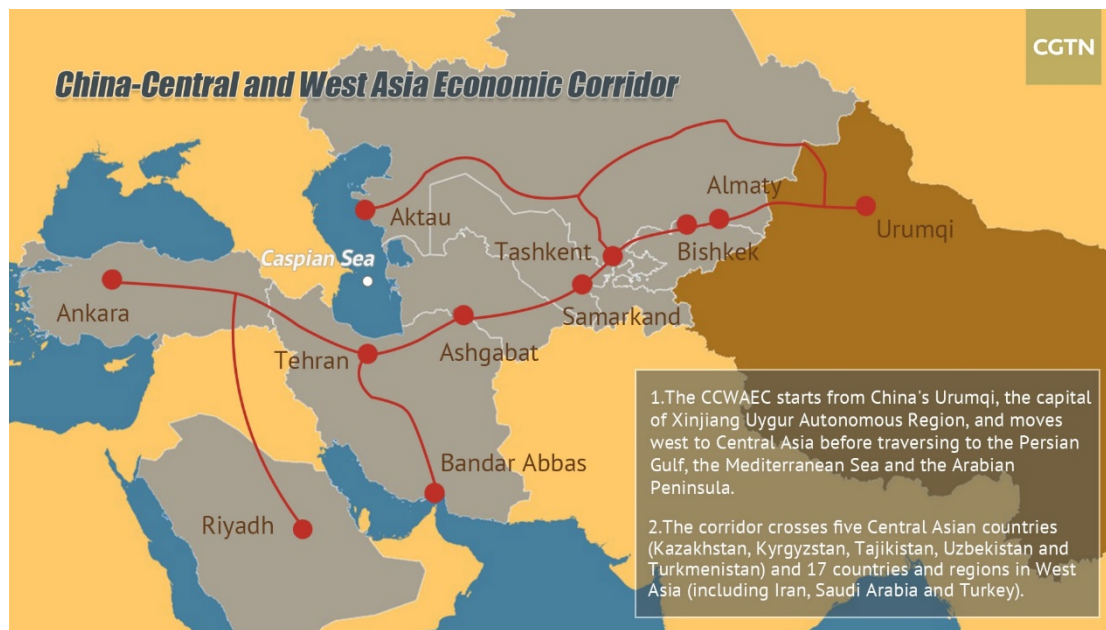 CGTN
China-Central and West Asia Economic Corridor
Almaty
Aktau
Urumqi
Tashkent
Bishkek
Caspian Sea
Ankara
Samarkand
Tehran
Ashgabat
Bandar Abbas
Riyadh
1.The CCWAEC starts from China's Urumqi, the capital
of Xinjiang Uygur Autonomous Region, and moves
west to Central Asia before traversing to the Persian
Gulf, the Mediterranean Sea and the Arabian
Peninsula.
2.The corridor crosses five Central Asian countries
(Kazakhstan, Kyrgyzstan, Tajikistan, Uzbekistan and
Turkmenistan) and 17 countries and regions in West
Asia (including Iran, Saudi Arabia and Turkey).